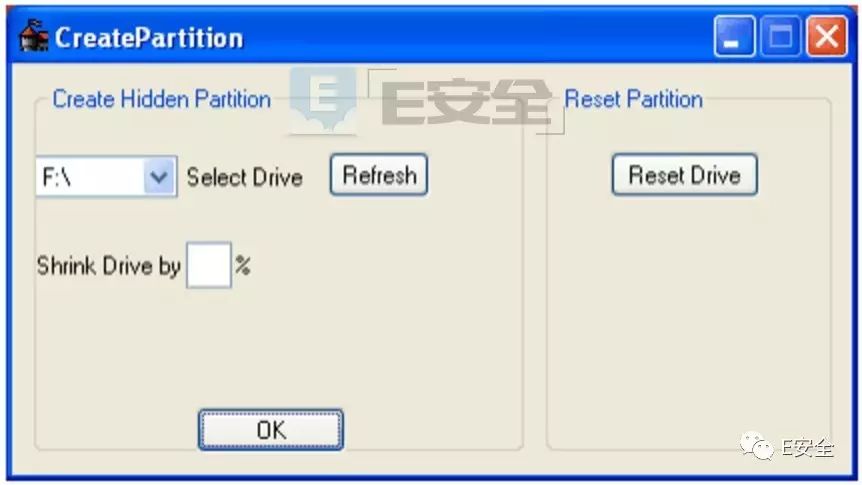 CreatePartition
Create Hidden Partition
E E安全
Reset Partition
F:\ Select Drive Refresh
Reset Drive
Shrink Drive by %
OK
E安全